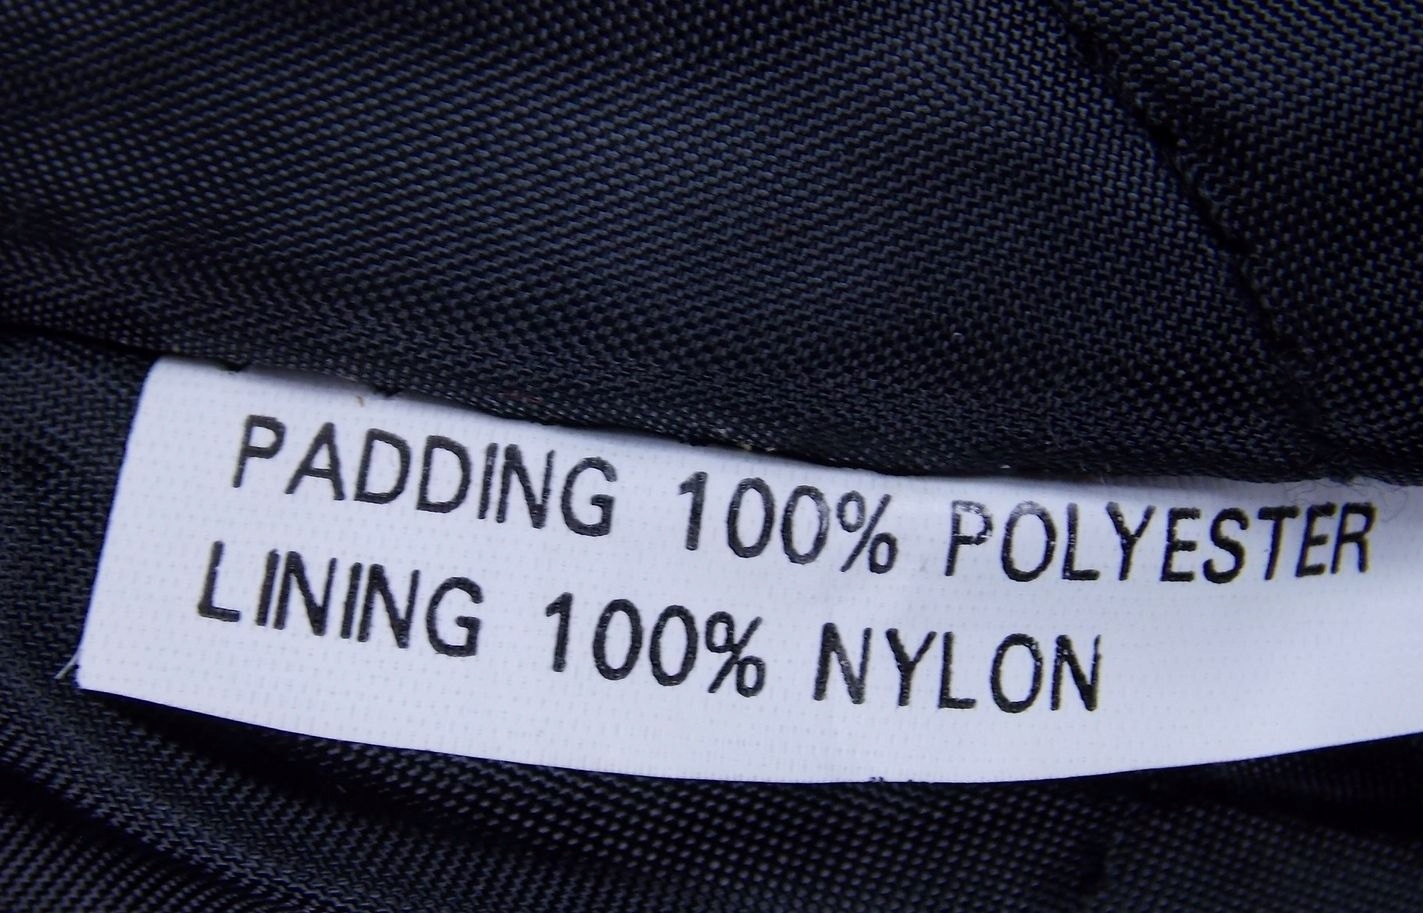 PADDING 100% POLYESTER
LINING 100% NYLON